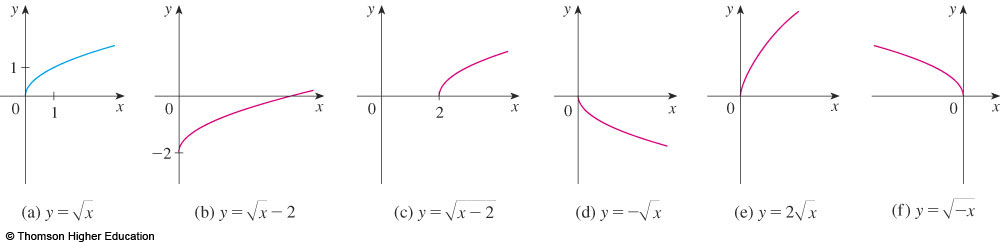 y
1
0
1
x
y
0
x
−2
y
0
2
x
y
0
x
y
0
x
y
0
x
(a) y = √x
(b) y = √x − 2
(c) y = √(x − 2)
(d) y = −√x
(e) y = 2√x
(f) y = √(−x)
© Thomson Higher Education